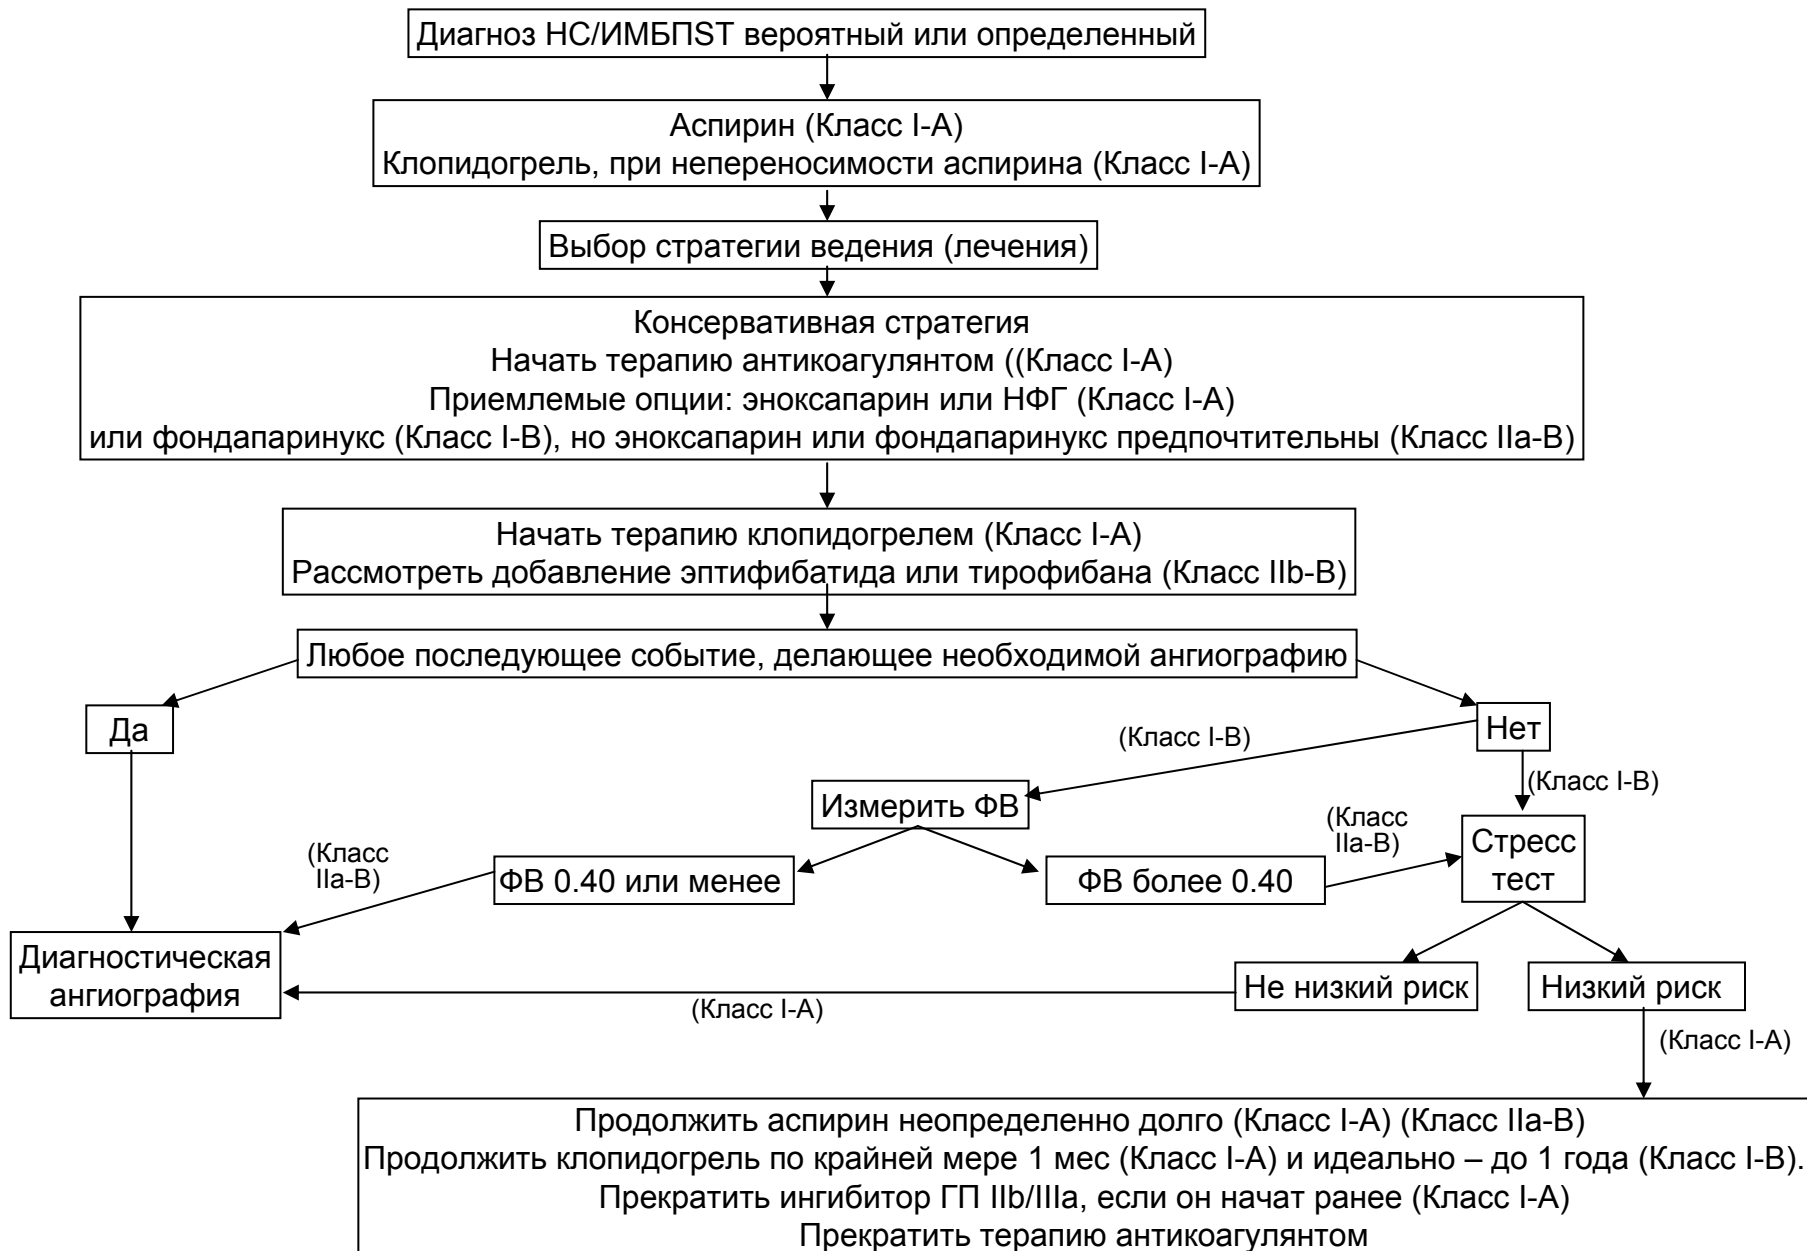 Диагноз НС/ИМБПST вероятный или определенный
Аспирин (Класс I-A)
Клопидогрель, при непереносимости аспирина (Класс I-A)
Выбор стратегии ведения (лечения)
Консервативная стратегия
Начать терапию антикоагулянтом ((Класс I-A)
Приемлемые опции: эноксапарин или НФГ (Класс I-A)
или фондапаринукс (Класс I-B), но эноксапарин или фондапаринукс предпочтительны (Класс IIa-B)
Начать терапию клопидогрелем (Класс I-A)
Рассмотреть добавление эптифибатида или тирофибана (Класс IIb-B)
Любое последующее событие, делающее необходимой ангиографию
Да
Нет
(Класс I-B)
(Класс I-B)
Измерить ФВ
(Класс
IIa-B)
(Класс
IIa-B)
ФВ 0.40 или менее
ФВ более 0.40
Стресс
тест
Диагностическая
ангиография
Не низкий риск
Низкий риск
(Класс I-A)
(Класс I-A)
Продолжить аспирин неопределенно долго (Класс I-A) (Класс IIa-B)
Продолжить клопидогрель по крайней мере 1 мес (Класс I-A) и идеально – до 1 года (Класс I-B).
Прекратить ингибитор ГП IIb/IIIa, если он начат ранее (Класс I-A)
Прекратить терапию антикоагулянтом